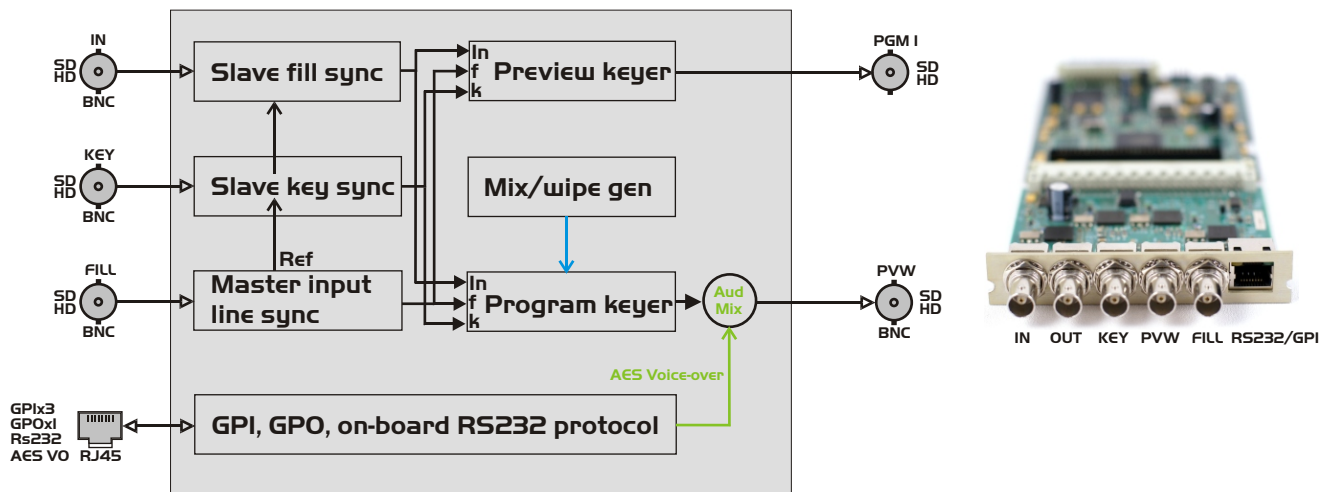 IN
SD
HD
BNC
Slave fill sync
In
f
k
Preview keyer
PGM 1
SD
HD
KEY
SD
HD
BNC
Slave key sync
Mix/wipe gen
Ref
FILL
SD
HD
BNC
Master input
line sync
In
f
k
Program keyer
Aud
Mix
PVW
SD
HD
BNC
AES Voice-over
GPIx3
GPOx1
Rs232
AES VO RJ45
GPI, GPO, on-board RS232 protocol
IN OUT KEY PVW FILL RS232/GPI